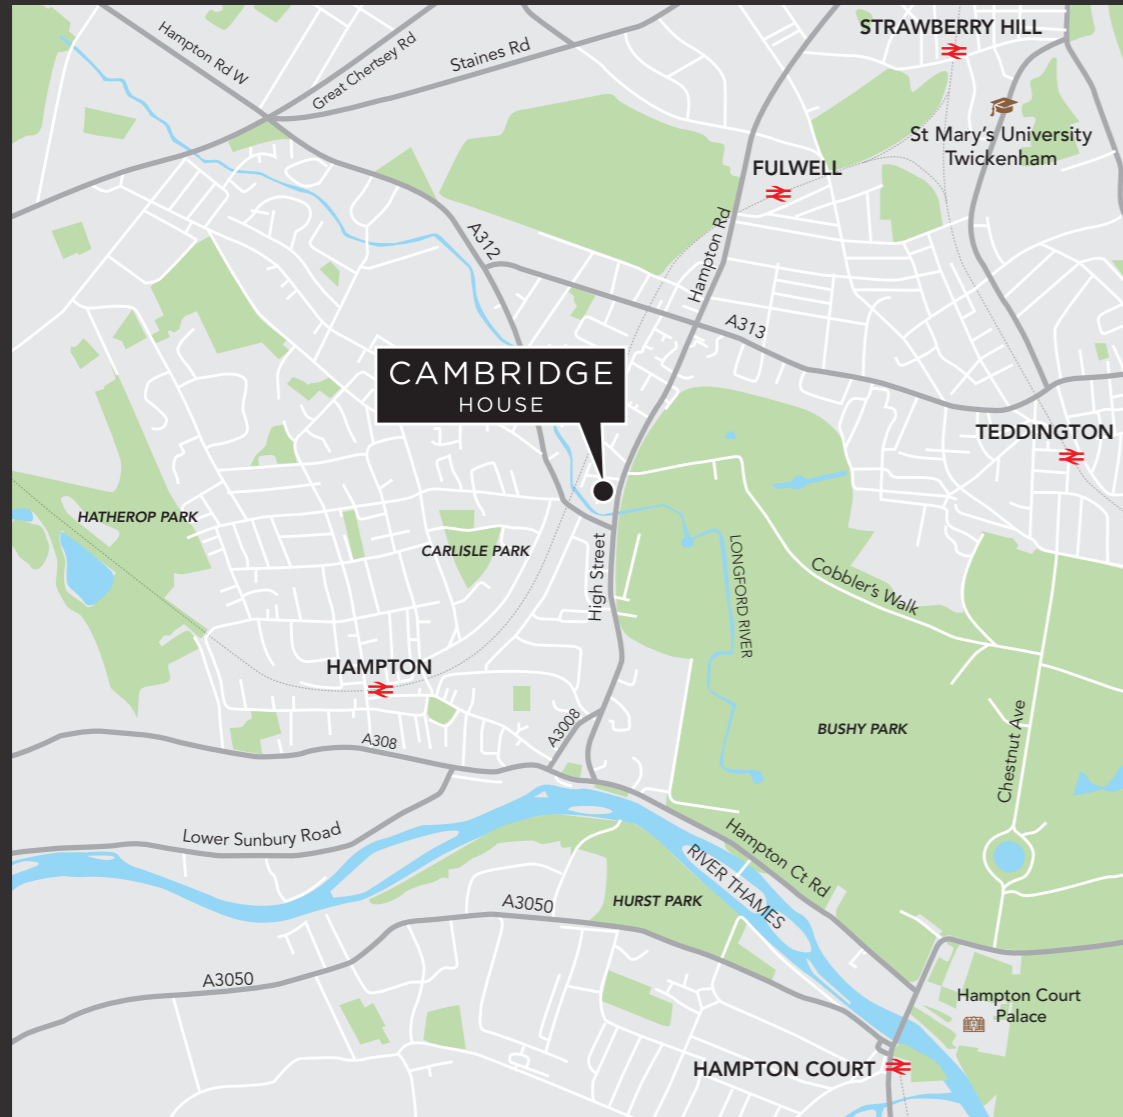 STRAWBERRY HILL
Hampton Rd W
Great Chertsey Rd
Staines Rd
St Mary's University
Twickenham
FULWELL
A312
Hampton Rd
A313
CAMBRIDGE
HOUSE
TEDDINGTON
HATHEROP PARK
CARLISLE PARK
High Street
LONGFORD RIVER
Cobbler's Walk
HAMPTON
A3008
A308
BUSHY PARK
Chestnut Ave
Lower Sunbury Road
Hampton Ct Rd
RIVER THAMES
HURST PARK
A3050
A3050
Hampton Court
Palace
HAMPTON COURT